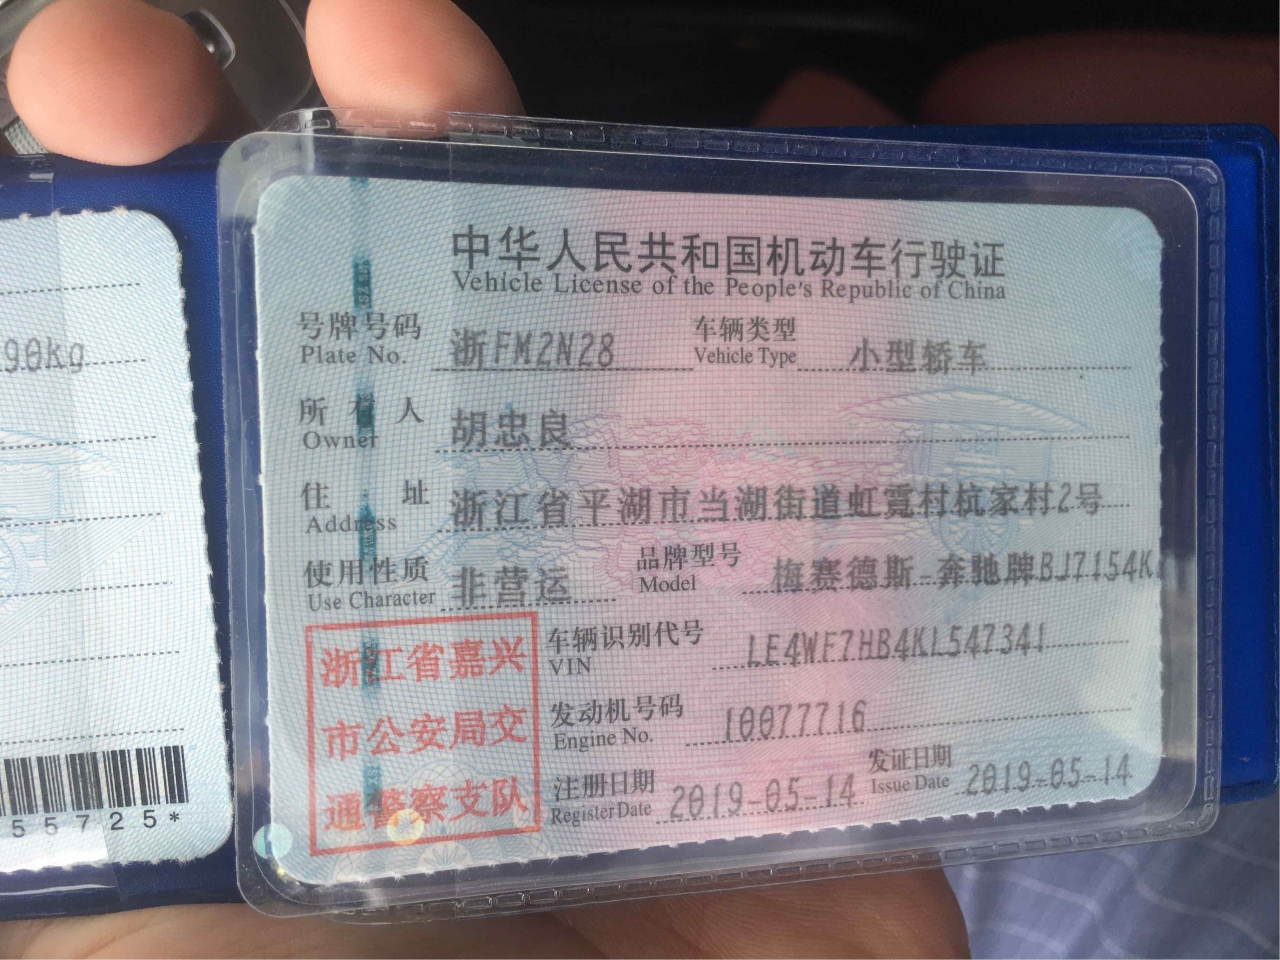 90kg
55725*
中华人民共和国机动车行驶证
Vehicle License of the People's Republic of China
号牌号码 浙FM2N28 车辆类型 小型轿车
Plate No. Vehicle Type
所有人 胡忠良
Owner
住址 浙江省平湖市当湖街道虹霓村杭家村2号
Address
使用性质 非营运 品牌型号 梅赛德斯-奔驰牌BJ7154K
Use Character Model
浙江省嘉兴
市公安局交
通警察支队
车辆识别代号 LE4WF7HB4KL547341
VIN
发动机号码 10077716
Engine No.
注册日期 2019-05-14 发证日期 2019-05-14
Register Date Issue Date